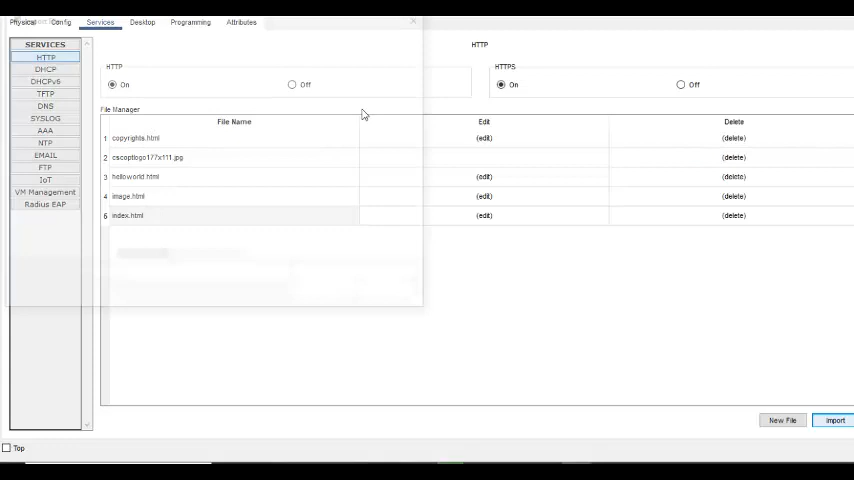 Physical Config Services Desktop Programming Attributes
SERVICES
HTTP
DHCP
DHCPv6
TFTP
DNS
SYSLOG
AAA
NTP
EMAIL
FTP
IoT
VM Management
Radius EAP
HTTP
HTTP
On Off
HTTPS
On Off
File Manager
File Name Edit Delete
1 copyrights.html (edit) (delete)
2 cscoptlogo177x111.jpg (delete)
3 helloworld.html (edit) (delete)
4 image.html (edit) (delete)
5 index.html (edit) (delete)
New File Import
Top